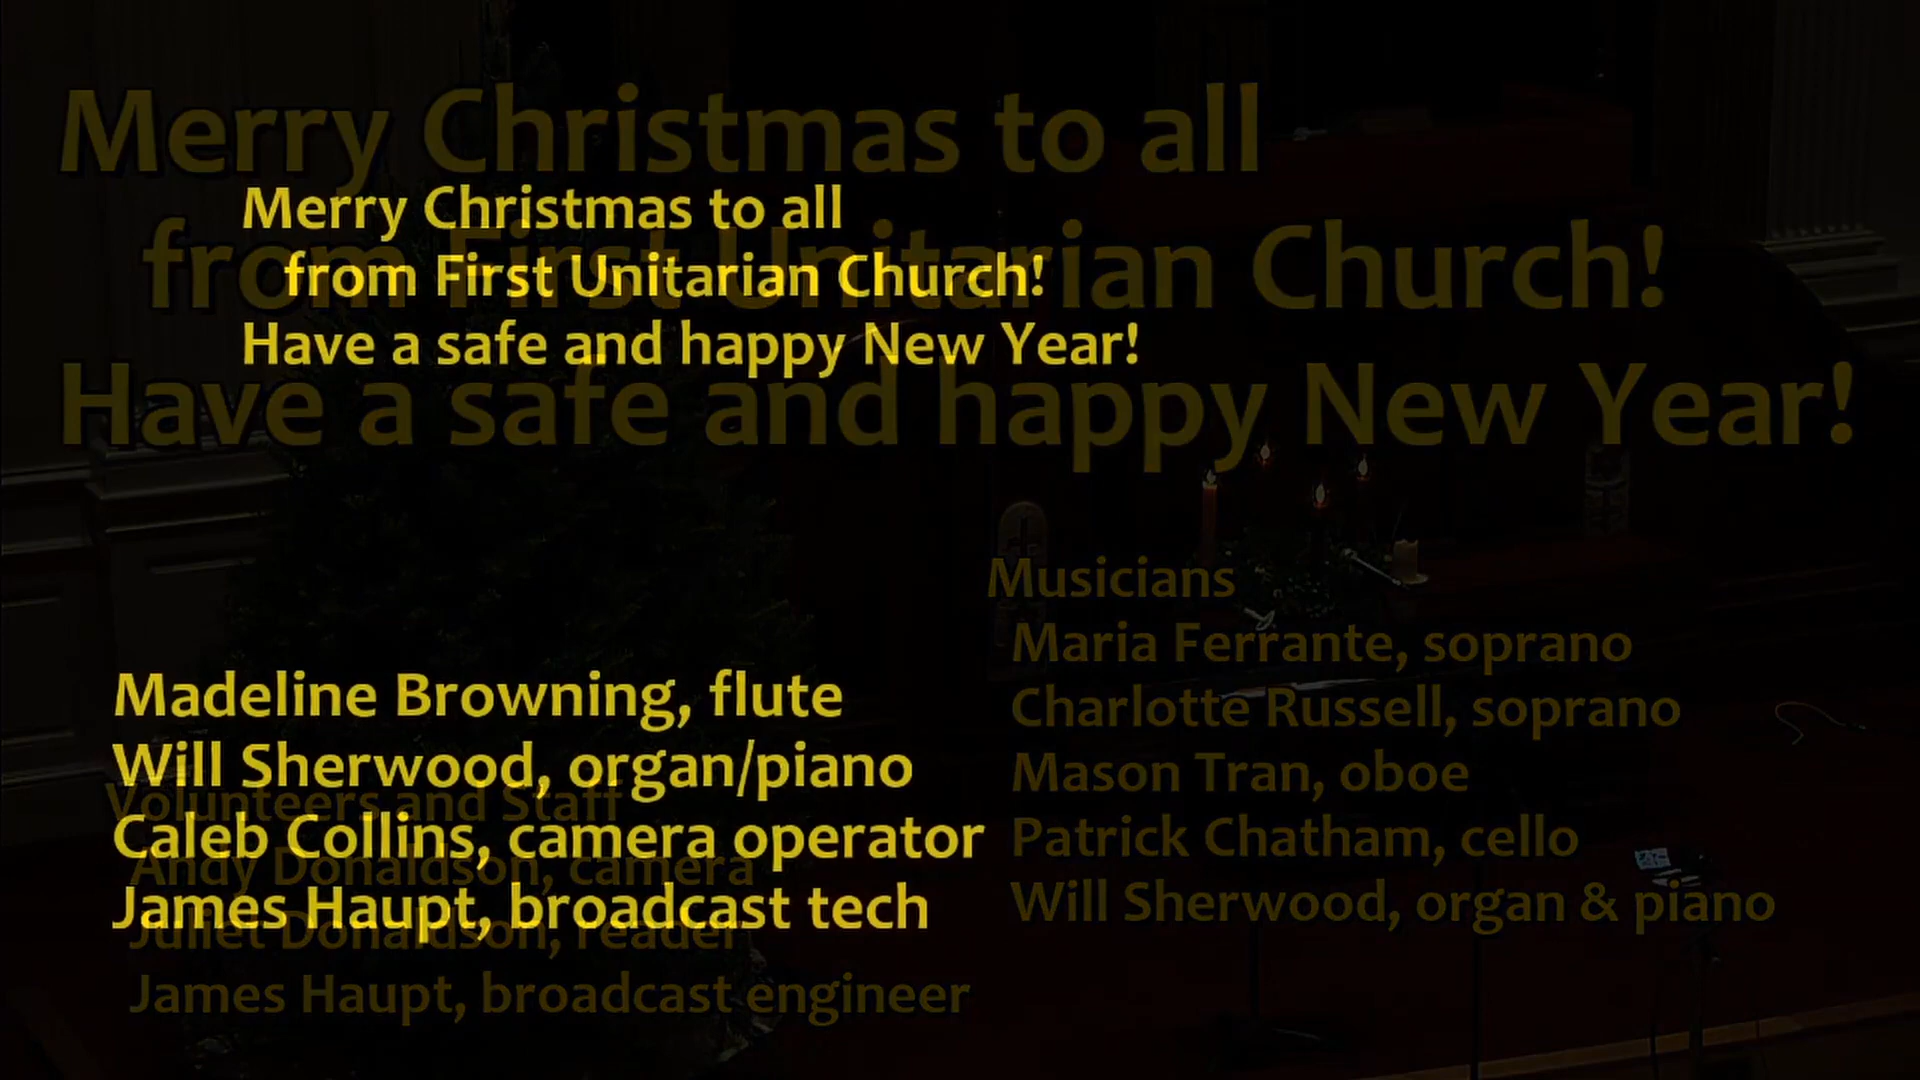 Merry Christmas to all
from First Unitarian Church!
Have a safe and happy New Year!
Merry Christmas to all
from First Unitarian Church!
Have a safe and happy New Year!
Madeline Browning, flute
Will Sherwood, organ/piano
Caleb Collins, camera operator
James Haupt, broadcast tech
Volunteers and Staff
Andy Donaldson, camera
Juliet Donaldson, reader
James Haupt, broadcast engineer
Musicians
Maria Ferrante, soprano
Charlotte Russell, soprano
Mason Tran, oboe
Patrick Chatham, cello
Will Sherwood, organ & piano